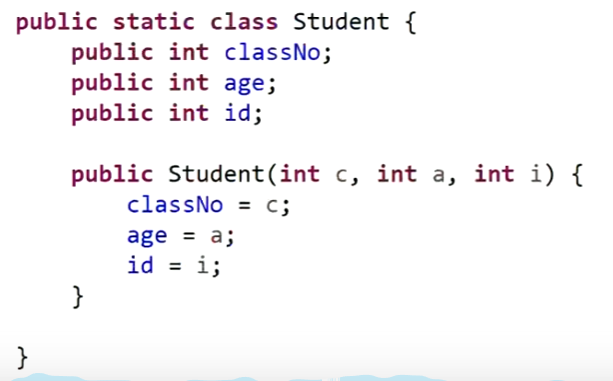 public static class Student {
public int classNo;
public int age;
public int id;
public Student(int c, int a, int i) {
classNo = c;
age = a;
id = i;
}
}